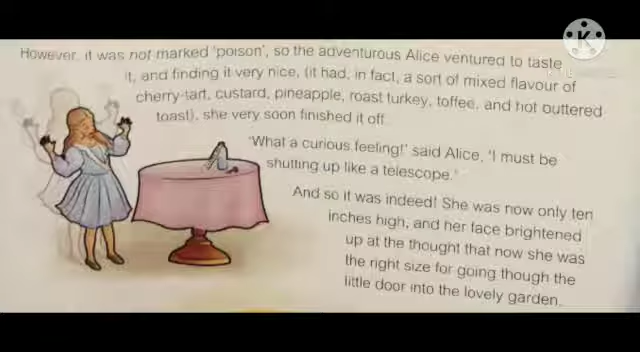 However, it was not marked 'poison', so the adventurous Alice ventured to taste
it, and finding it very nice, (it had, in fact, a sort of mixed flavour of
cherry-tart, custard, pineapple, roast turkey, toffee, and hot buttered
toast), she very soon finished it off.
'What a curious feeling!' said Alice, 'I must be
shutting up like a telescope.'
And so it was indeed! She was now only ten
inches high, and her face brightened
up at the thought that now she was
the right size for going though the
little door into the lovely garden.
K